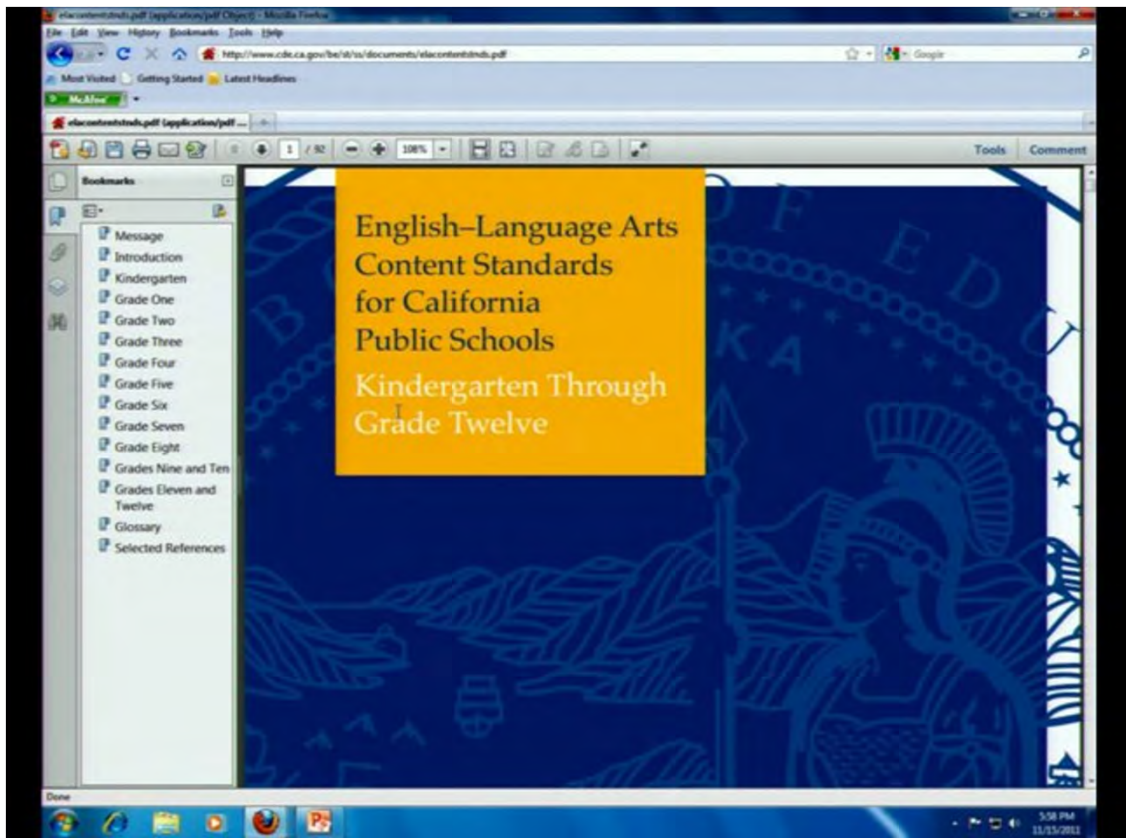 elacontentstnds.pdf (application/pdf Object) - Mozilla Firefox
File Edit View History Bookmarks Tools Help
http://www.cde.ca.gov/be/st/ss/documents/elacontentstnds.pdf
Google
Most Visited Getting Started Latest Headlines
McAfee
elacontentstnds.pdf (application/pdf ...
1 / 92 108% Tools Comment
Bookmarks
Message
Introduction
Kindergarten
Grade One
Grade Two
Grade Three
Grade Four
Grade Five
Grade Six
Grade Seven
Grade Eight
Grades Nine and Ten
Grades Eleven and
Twelve
Glossary
Selected References
English–Language Arts
Content Standards
for California
Public Schools
Kindergarten Through
Grade Twelve
B O OF EDU
KA
Done
5:58 PM
11/15/2011